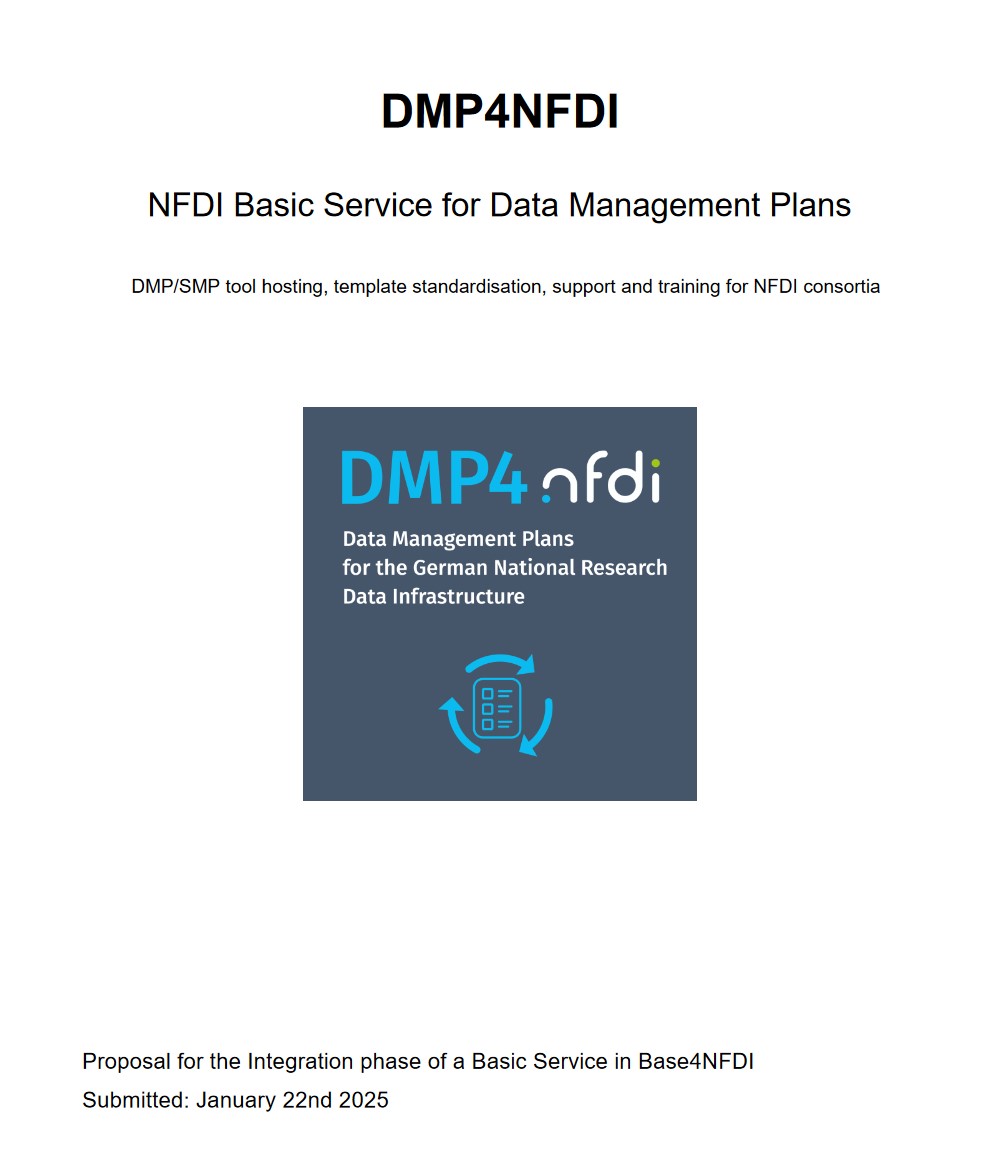 DMP4NFDI
NFDI Basic Service for Data Management Plans
DMP/SMP tool hosting, template standardisation, support and training for NFDI consortia
DMP4 nfdi
Data Management Plans
for the German National Research
Data Infrastructure
Proposal for the Integration phase of a Basic Service in Base4NFDI
Submitted: January 22nd 2025